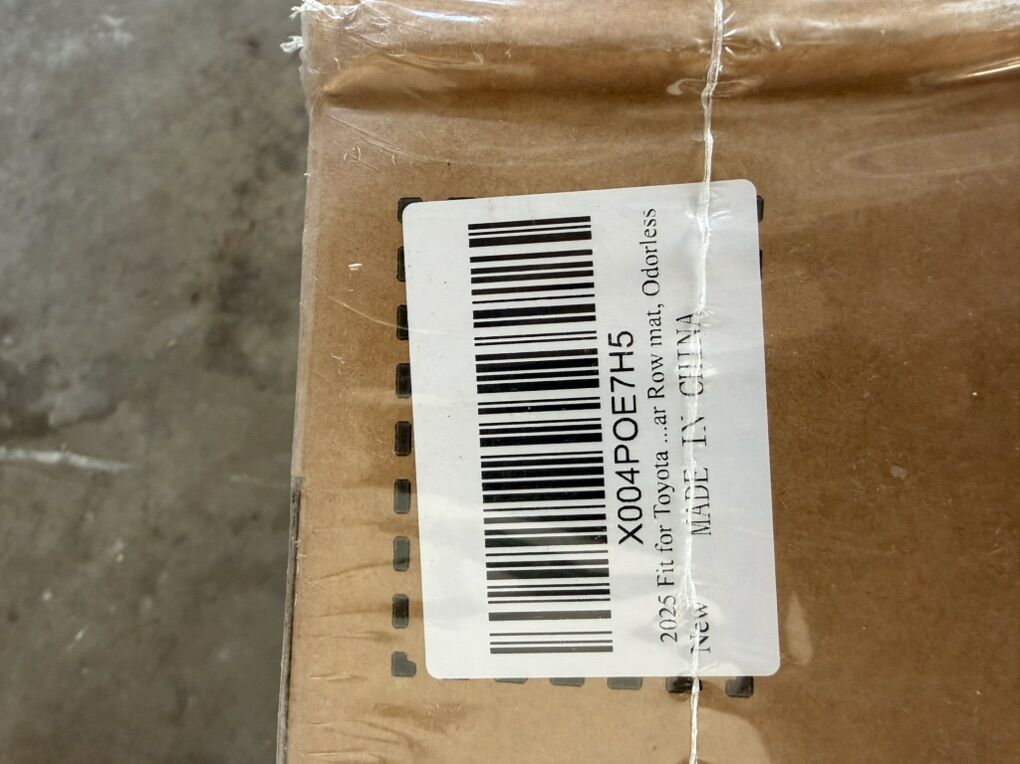 X004POE7H5
2025 Fit for Toyota ...ar Row mat, Odorless
New MADE IN CHINA